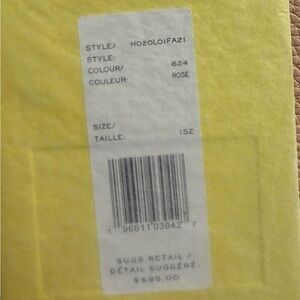 STYLE/ H020L01FA21
STYLE:
COLOUR/ 624
COULEUR: ROSE
SIZE/
TAILLE: 1SZ
1 96611 03042 7
SUGG.RETAIL /
DÉTAIL SUGGÉRÉ:
$595.00